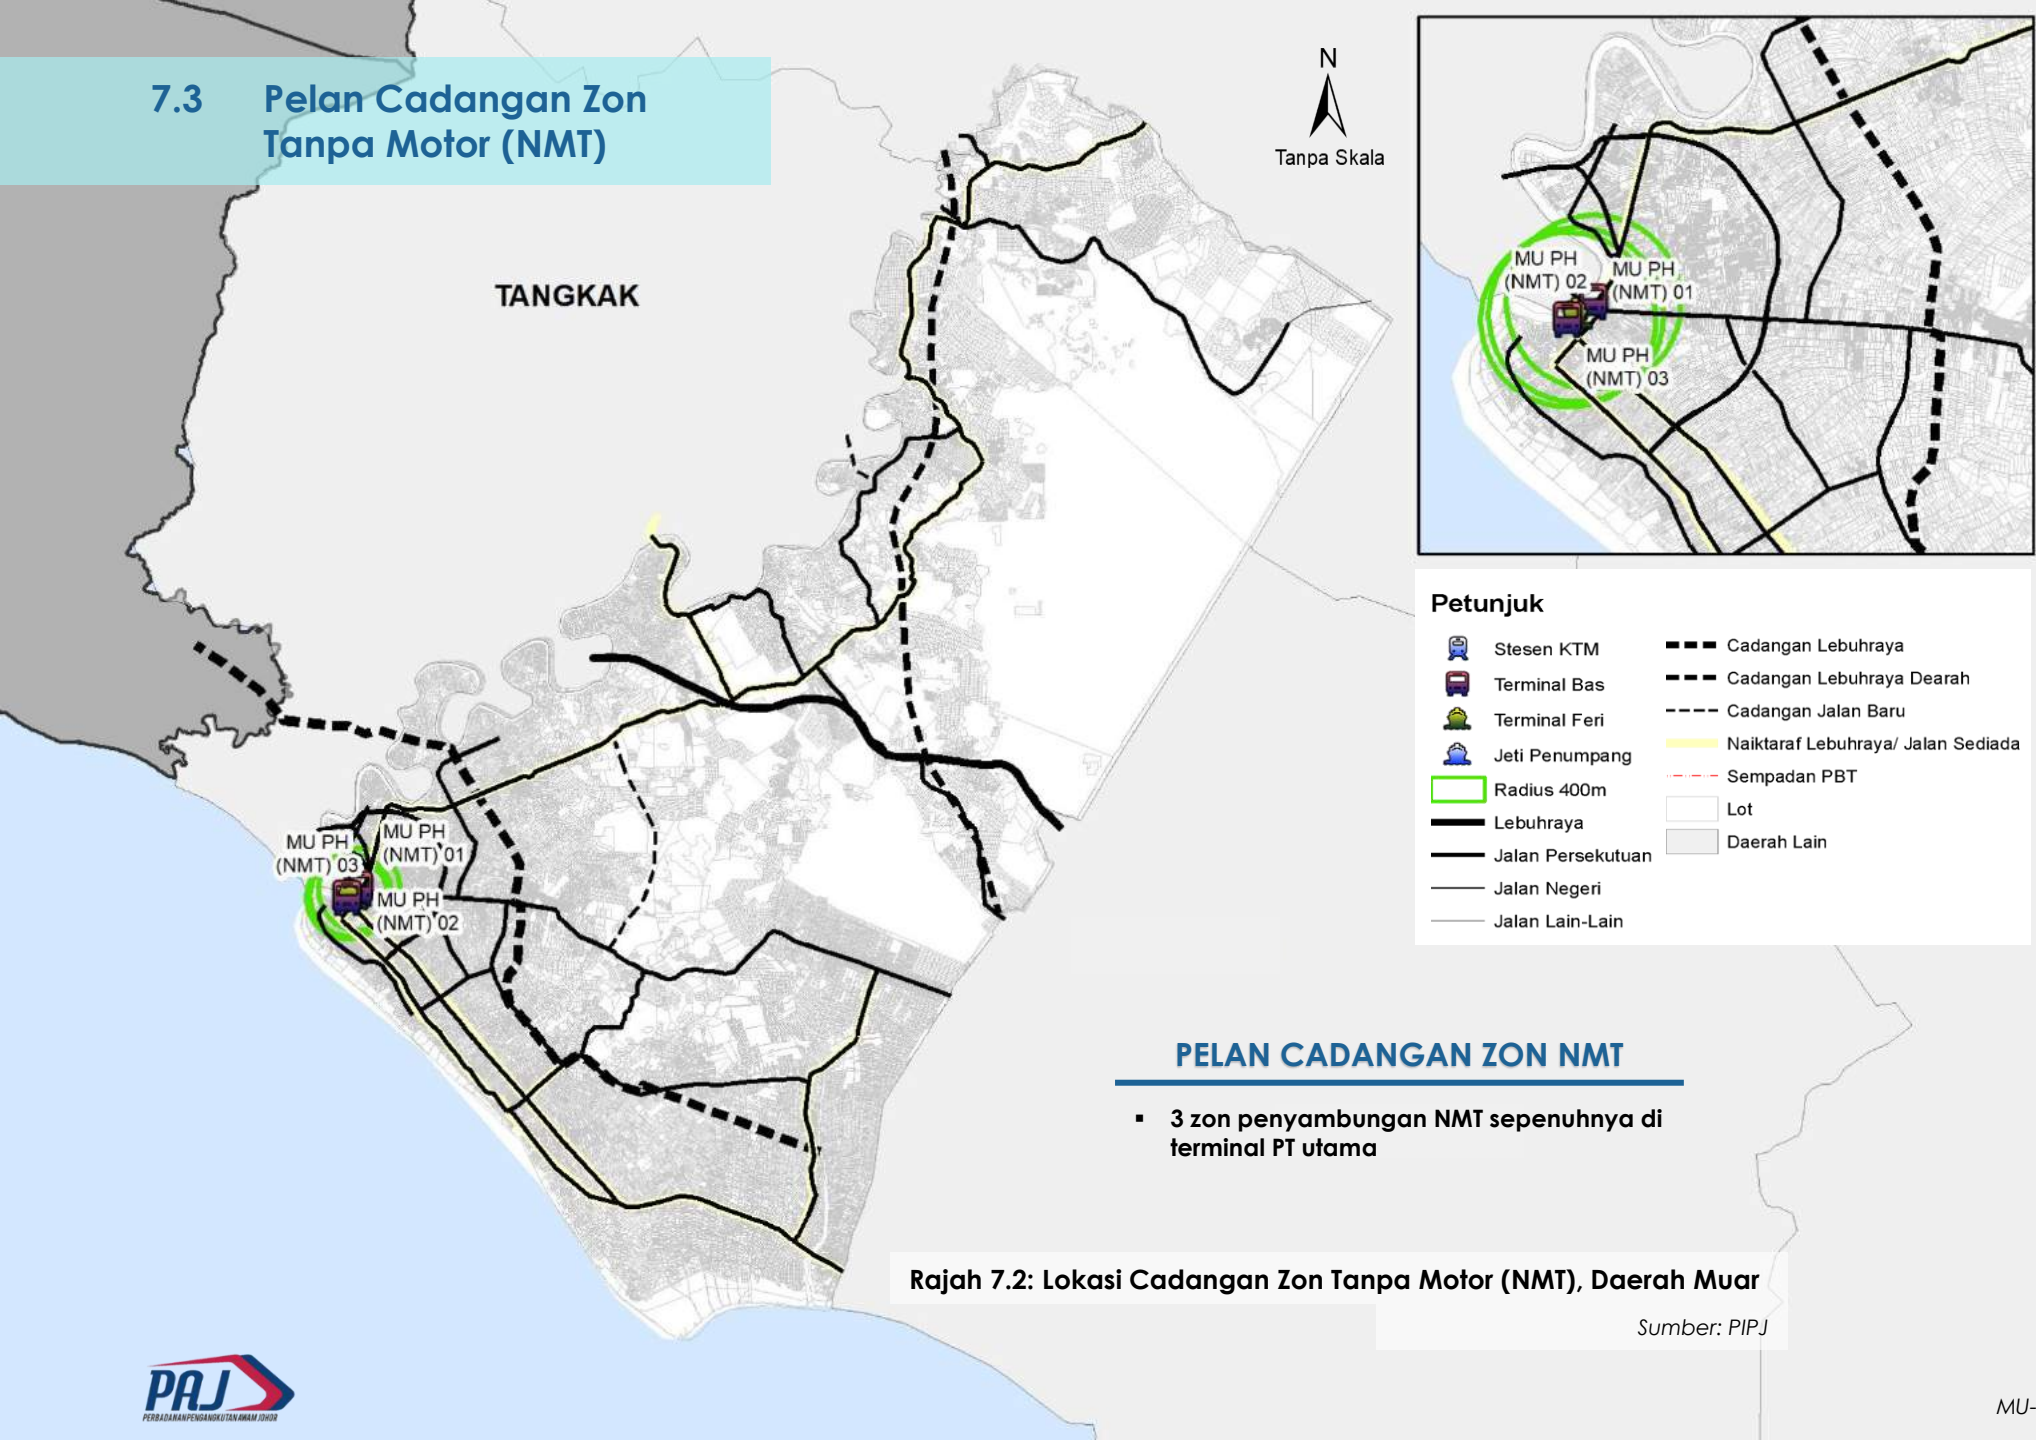 7.3 Pelan Cadangan Zon
Tanpa Motor (NMT)
N
Tanpa Skala
TANGKAK
MU PH
(NMT) 02
MU PH
(NMT) 01
MU PH
(NMT) 03
Petunjuk
Stesen KTM
Terminal Bas
Terminal Feri
Jeti Penumpang
Radius 400m
Lebuhraya
Jalan Persekutuan
Jalan Negeri
Jalan Lain-Lain
Cadangan Lebuhraya
Cadangan Lebuhraya Dearah
Cadangan Jalan Baru
Naiktaraf Lebuhraya/ Jalan Sediada
Sempadan PBT
Lot
Daerah Lain
MU PH
(NMT) 03
MU PH
(NMT) 01
MU PH
(NMT) 02
PELAN CADANGAN ZON NMT
▪ 3 zon penyambungan NMT sepenuhnya di
terminal PT utama
Rajah 7.2: Lokasi Cadangan Zon Tanpa Motor (NMT), Daerah Muar
Sumber: PIPJ
PAJ
PERBADANAN PENGANGKUTAN AWAM JOHOR
MU-